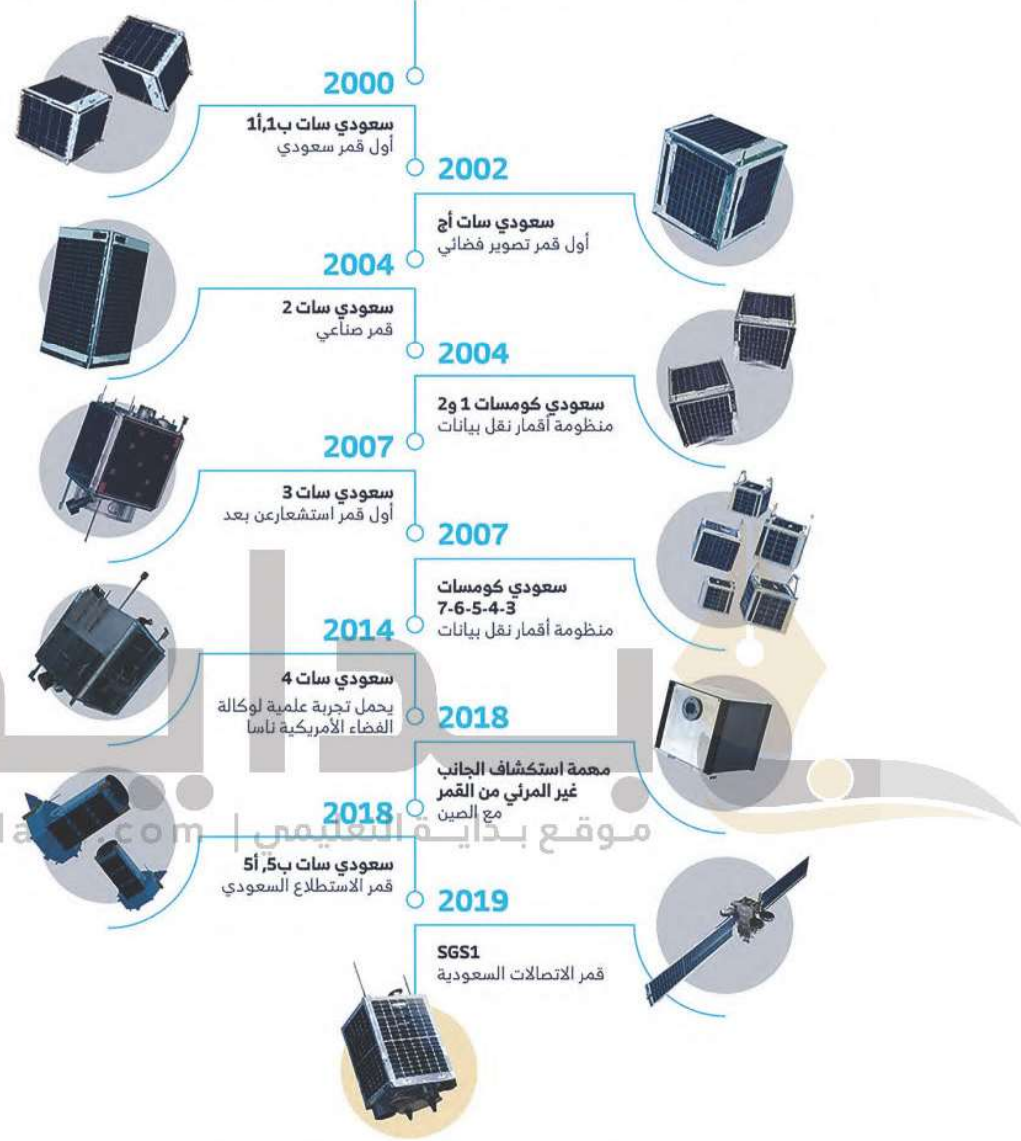 2000
سعودي سات ب1,أ1
أول قمر سعودي
2002
سعودي سات أج
أول قمر تصوير فضائي
2004
سعودي سات 2
قمر صناعي
2004
سعودي كومسات 1 و2
منظومة أقمار نقل بيانات
2007
سعودي سات 3
أول قمر استشعارعن بعد
2007
سعودي كومسات
7-6-5-4-3
منظومة أقمار نقل بيانات
2014
سعودي سات 4
يحمل تجربة علمية لوكالة
الفضاء الأمريكية ناسا
2018
مهمة استكشاف الجانب
غير المرئي من القمر
مع الصين
2018
سعودي سات ب5, أ5
قمر الاستطلاع السعودي
2019
SGS1
قمر الاتصالات السعودية
موقع بداية التعليمي |